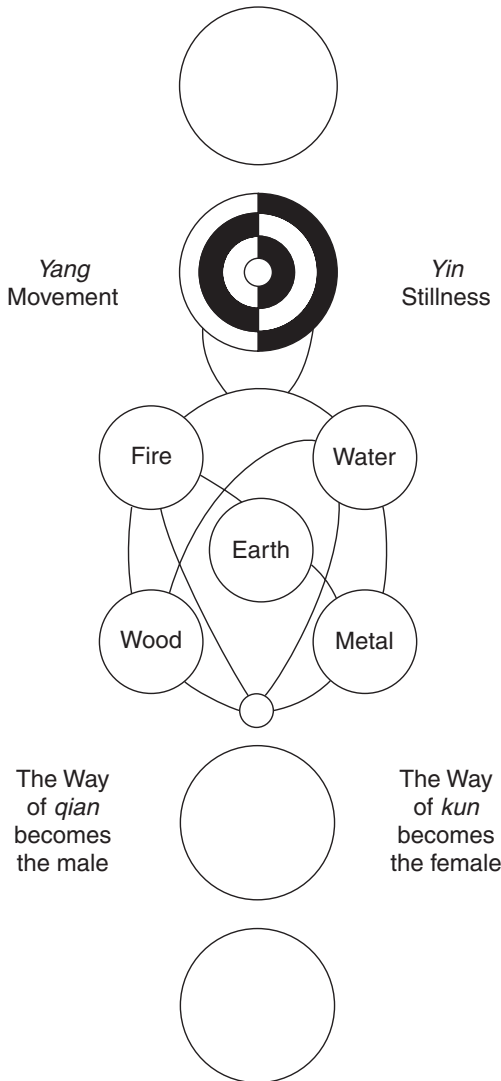 Yang
Movement
Yin
Stillness
Fire
Water
Earth
Wood
Metal
The Way
of qian
becomes
the male
The Way
of kun
becomes
the female